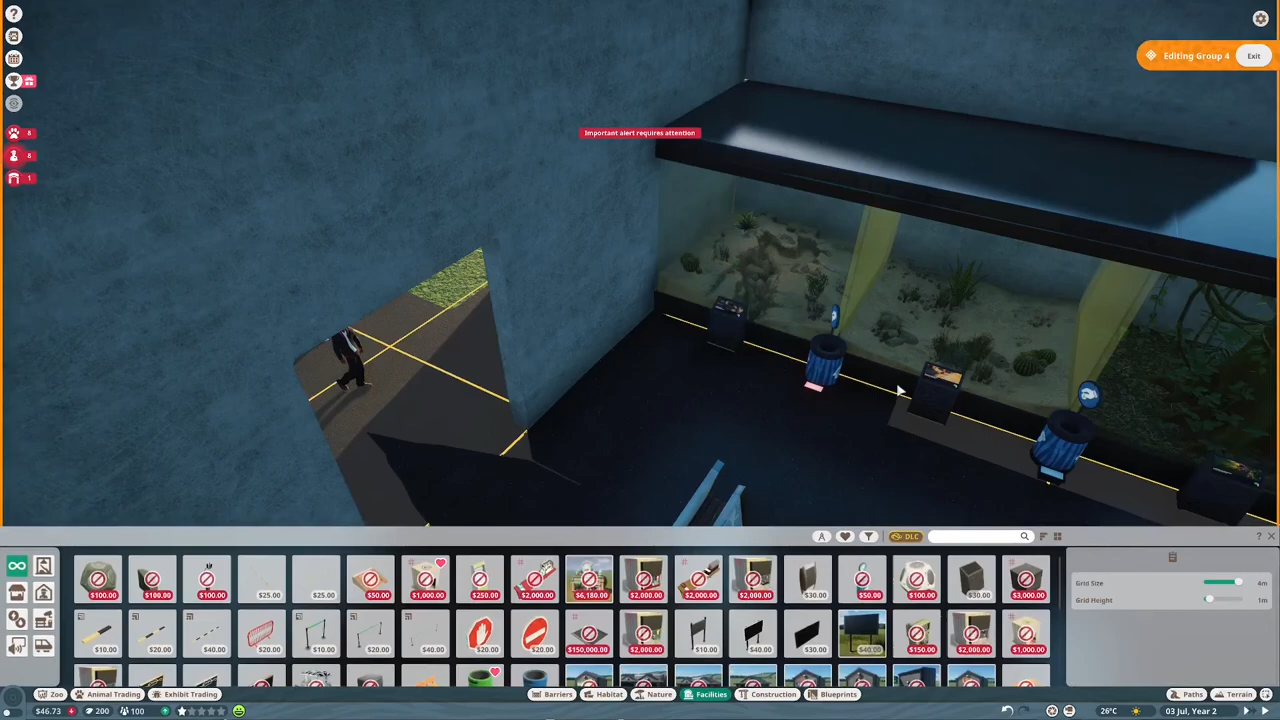 ?
Editing Group 4
Exit
Important alert requires attention
8
8
1
A
DLC
?
$100.00
$100.00
$100.00
$25.00
$25.00
$50.00
$1,000.00
$250.00
$2,000.00
$6,180.00
$2,000.00
$2,000.00
$2,000.00
$30.00
$50.00
$100.00
$30.00
$3,000.00
Grid Size
4m
Grid Height
1m
$10.00
$20.00
$40.00
$20.00
$20.00
$20.00
$40.00
$20.00
$20.00
$150,000.00
$2,000.00
$10.00
$40.00
$30.00
$40.00
$150.00
$2,000.00
$1,000.00
Zoo
Animal Trading
Exhibit Trading
Barriers
Habitat
Nature
Facilities
Construction
Blueprints
Paths
Terrain
$46.73
200
100
26°C
03 Jul, Year 2